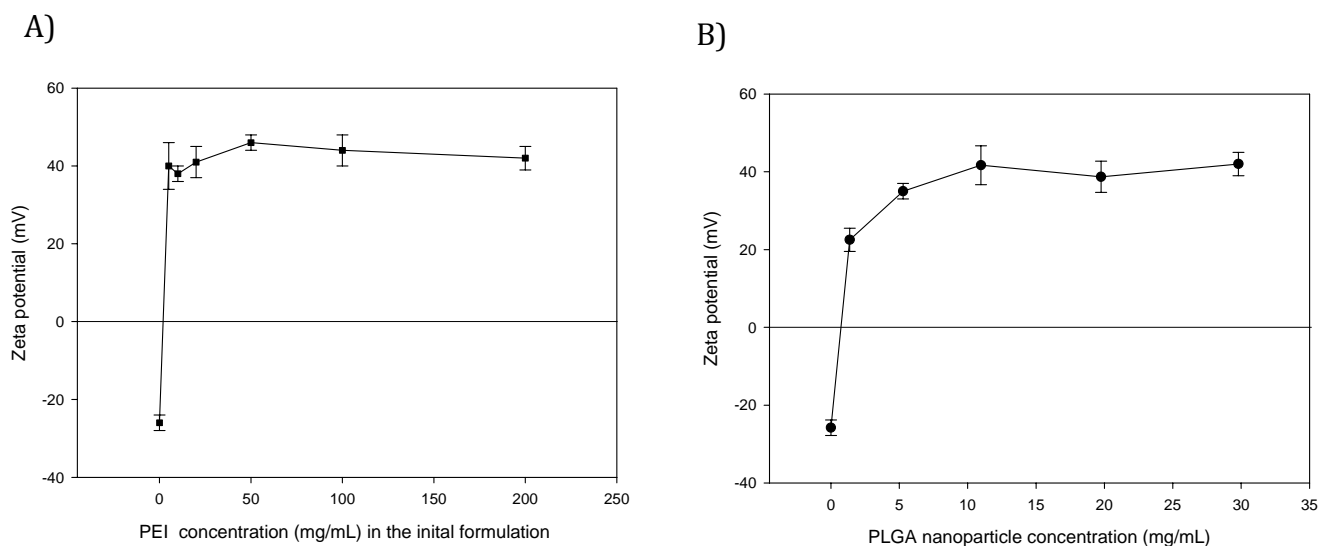 A)
60
40
20
0
-20
-40
Zeta potential (mV)
0 50 100 150 200 250
PEI concentration (mg/mL) in the inital formulation
B)
60
40
20
0
-20
-40
Zeta potential (mV)
0 5 10 15 20 25 30 35
PLGA nanoparticle concentration (mg/mL)